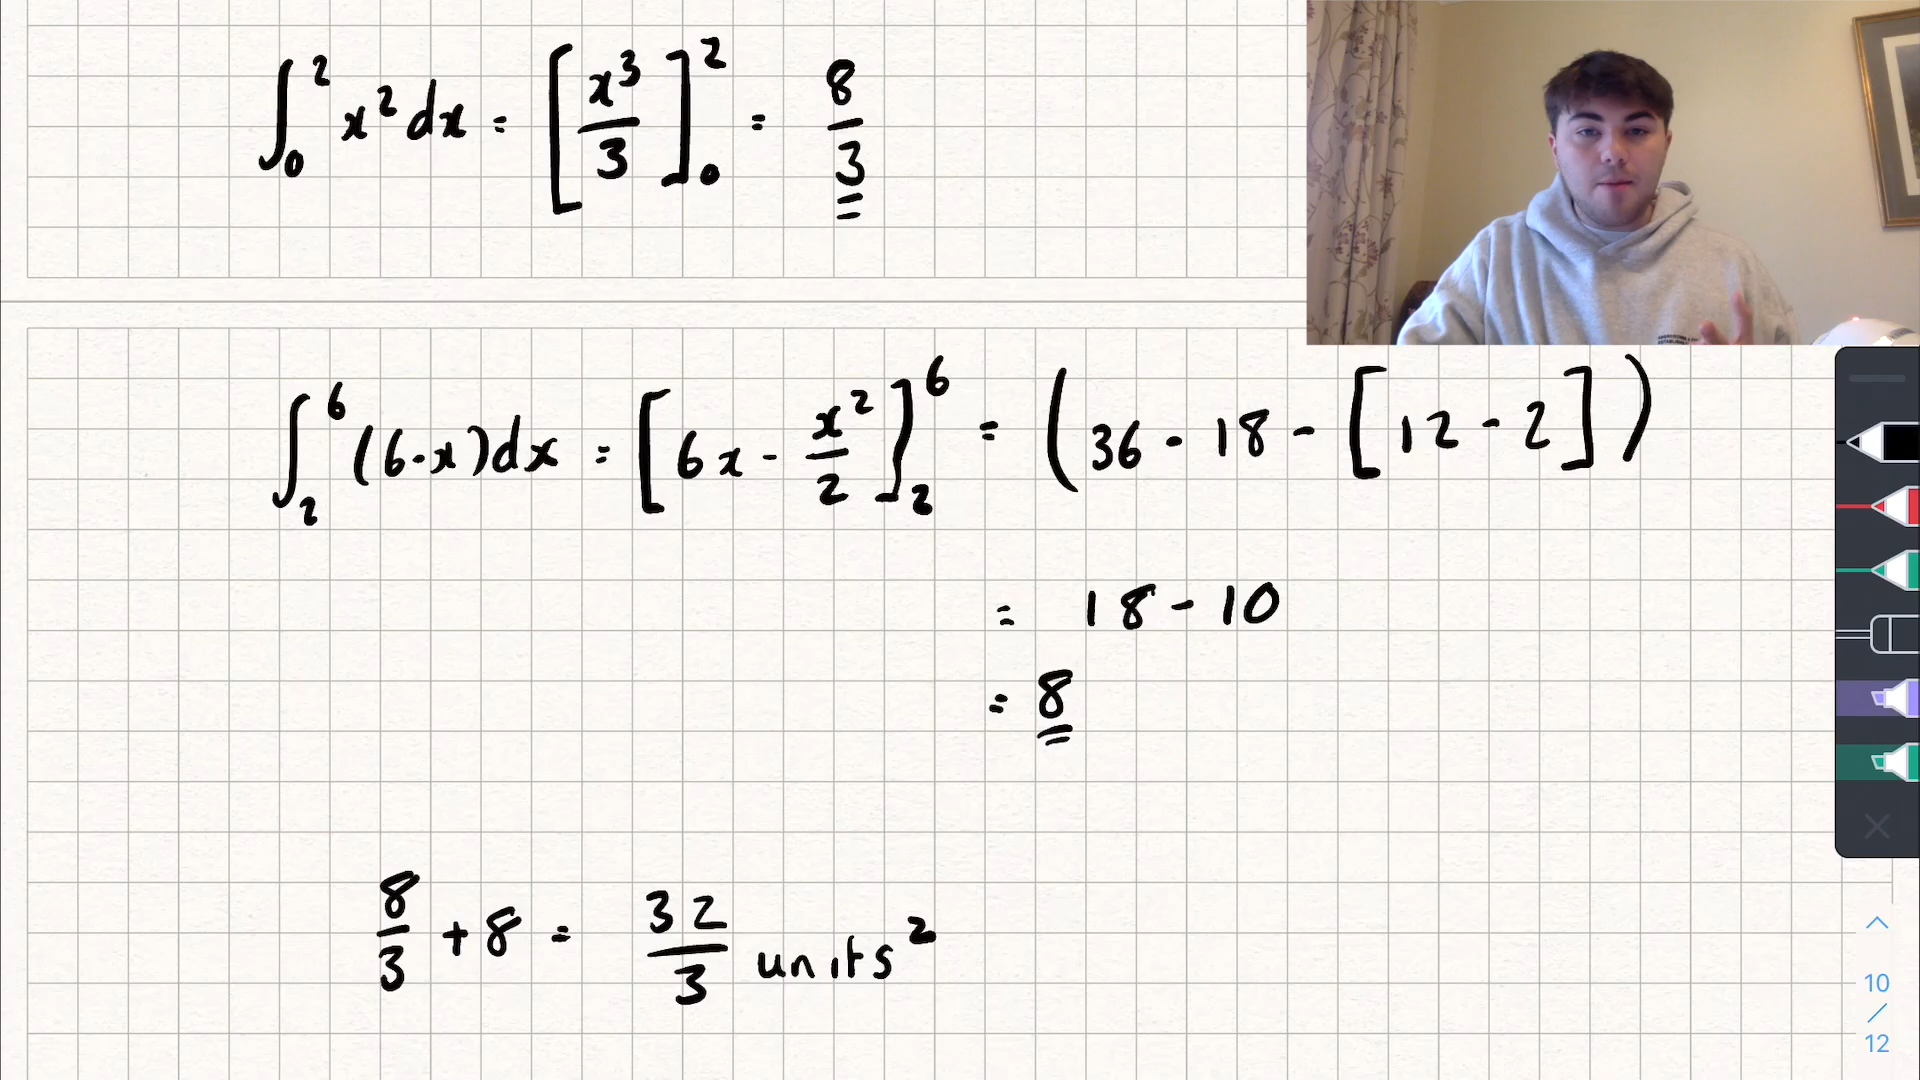 ∫₀² x² dx = [x³/3]₀² = 8/3
∫₂⁶ (6-x)dx = [6x - x²/2]₂⁶ = (36 - 18 - [12 - 2])
= 18 - 10
= 8
8/3 + 8 = 32/3 units²
10
/
12